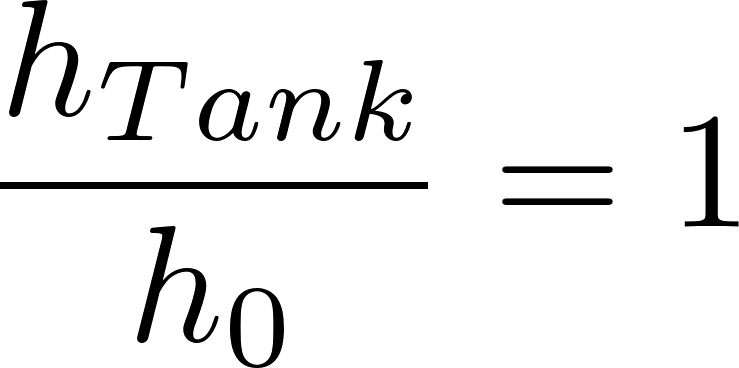 h_{Tank}
h_0
= 1